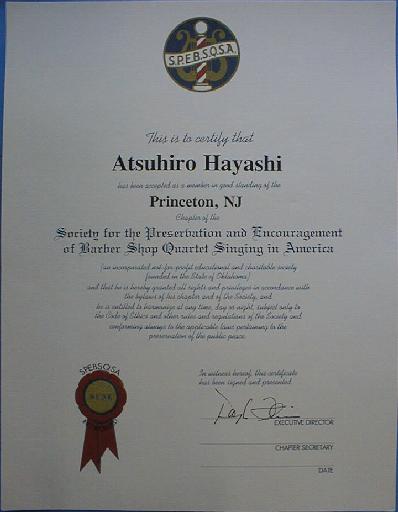 S.P.E.B.S.Q.S.A.
This is to certify that
Atsuhiro Hayashi
has been accepted as a member in good standing of the
Princeton, NJ
Chapter of the
Society for the Preservation and Encouragement
of Barber Shop Quartet Singing in America
(an incorporated not-for-profit educational and charitable society
founded in the State of Oklahoma)
and that he is hereby granted all rights and privileges in accordance with
the bylaws of his chapter and of the Society, and
he is entitled to harmonize at any time, day or night, subject only to
the Code of Ethics and other rules and regulations of the Society and
conforming always to the applicable laws pertaining to the
preservation of the public peace.
In witness hereof, this certificate
has been signed and presented
SPEBSQSA
EXECUTIVE DIRECTOR
CHAPTER SECRETARY
DATE